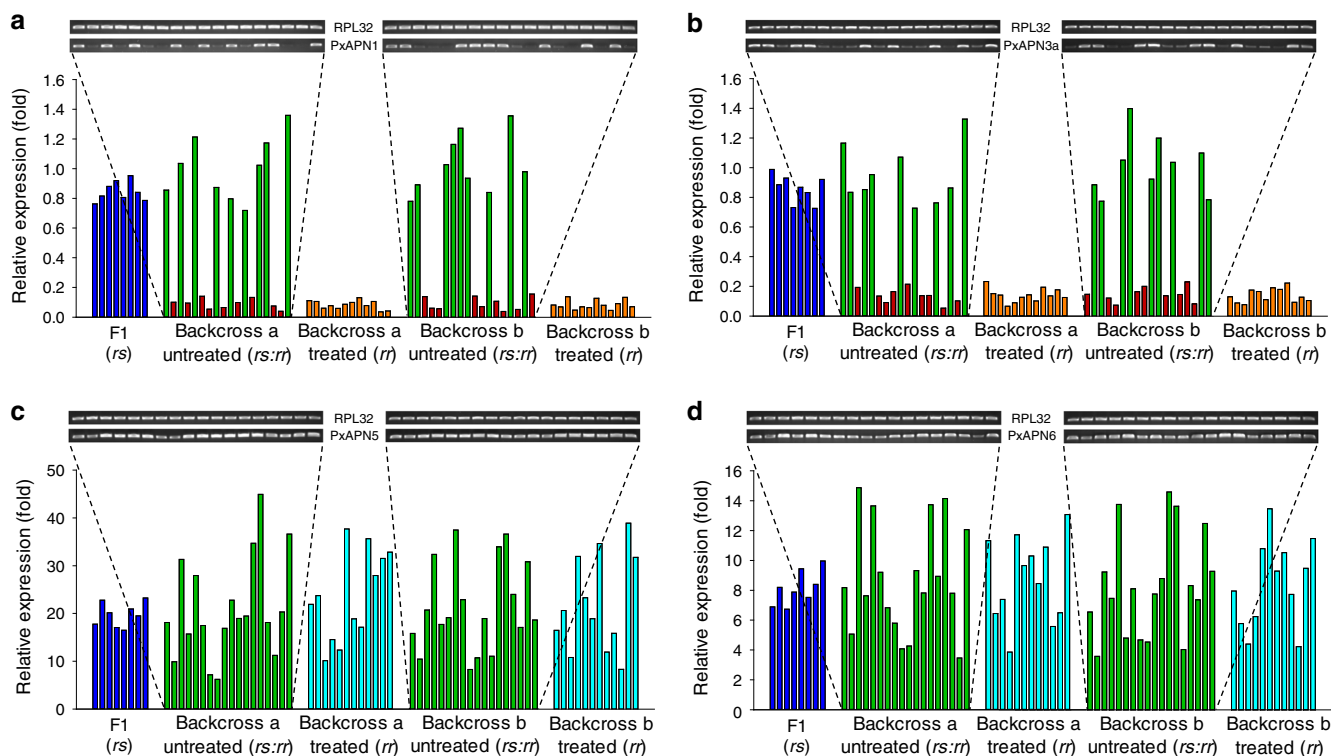 a
RPL32
PxAPN1
Relative expression (fold)
1.6
1.4
1.2
1.0
0.8
0.6
0.4
0.2
0.0
F1
(rs)
Backcross a
untreated (rs:rr)
Backcross a
treated (rr)
Backcross b
untreated (rs:rr)
Backcross b
treated (rr)
b
RPL32
PxAPN3a
Relative expression (fold)
1.6
1.4
1.2
1.0
0.8
0.6
0.4
0.2
0.0
F1
(rs)
Backcross a
untreated (rs:rr)
Backcross a
treated (rr)
Backcross b
untreated (rs:rr)
Backcross b
treated (rr)
c
RPL32
PxAPN5
Relative expression (fold)
50
40
30
20
10
0
F1
(rs)
Backcross a
untreated (rs:rr)
Backcross a
treated (rr)
Backcross b
untreated (rs:rr)
Backcross b
treated (rr)
d
RPL32
PxAPN6
Relative expression (fold)
16
14
12
10
8
6
4
2
0
F1
(rs)
Backcross a
untreated (rs:rr)
Backcross a
treated (rr)
Backcross b
untreated (rs:rr)
Backcross b
treated (rr)